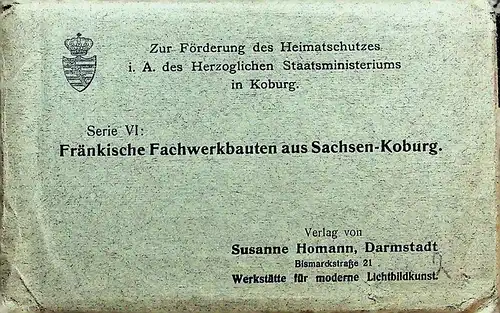 Zur Förderung des Heimatschutzes
i. A. des Herzoglichen Staatsministeriums
in Koburg.
Serie VI:
Fränkische Fachwerkbauten aus Sachsen-Koburg.
Verlag von
Susanne Homann, Darmstadt
Bismarckstraße 21
Werkstätte für moderne Lichtbildkunst.